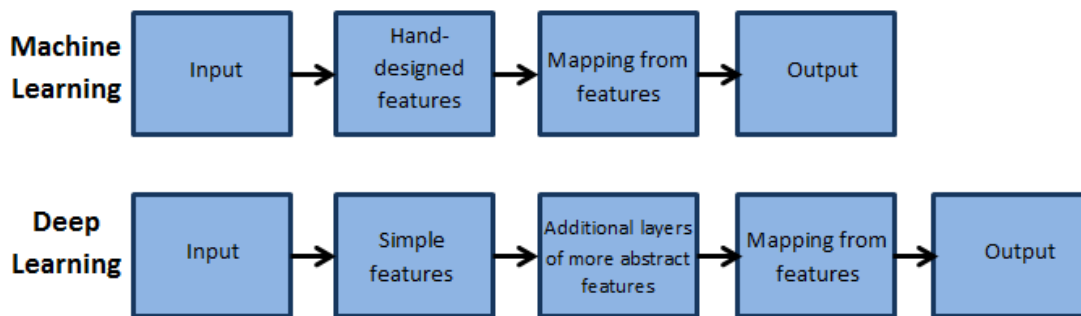 Machine
Learning
Input
Hand-
designed
features
Mapping from
features
Output
Deep
Learning
Input
Simple
features
Additional layers
of more abstract
features
Mapping from
features
Output